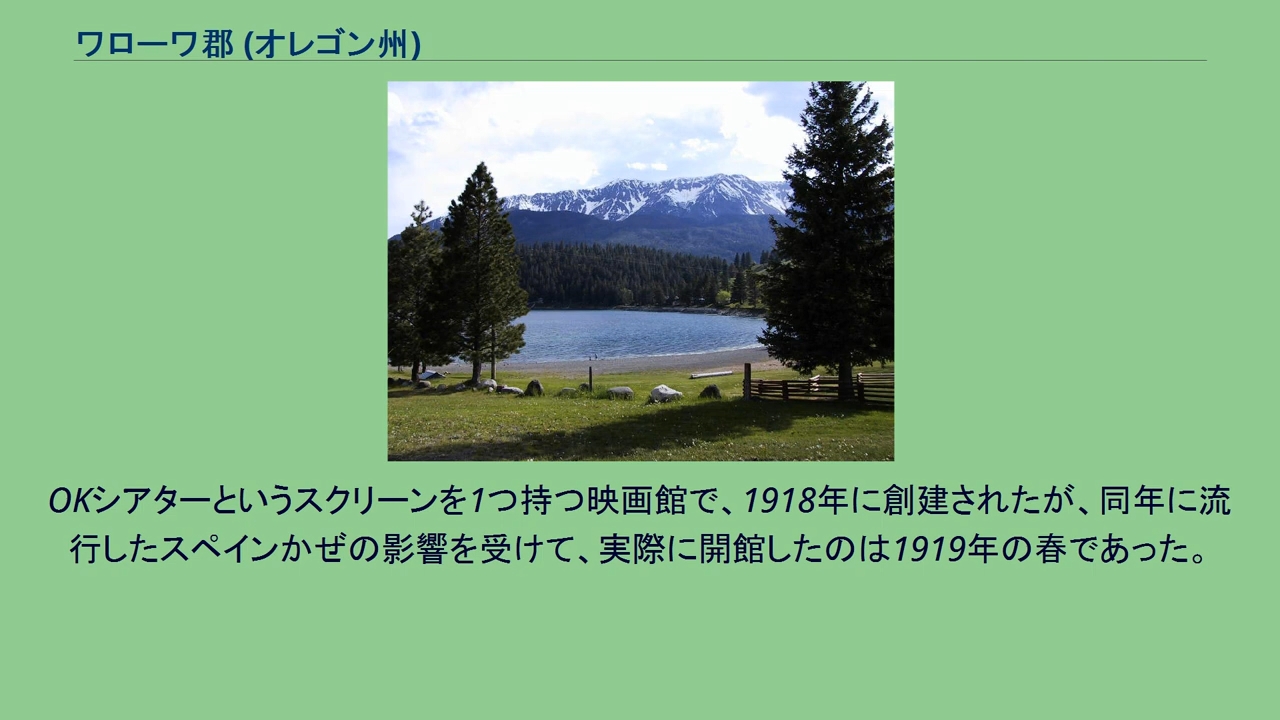 ワローワ郡 (オレゴン州)
OKシアターというスクリーンを1つ持つ映画館で、1918年に創建されたが、同年に流
行したスペインかぜの影響を受けて、実際に開館したのは1919年の春であった。